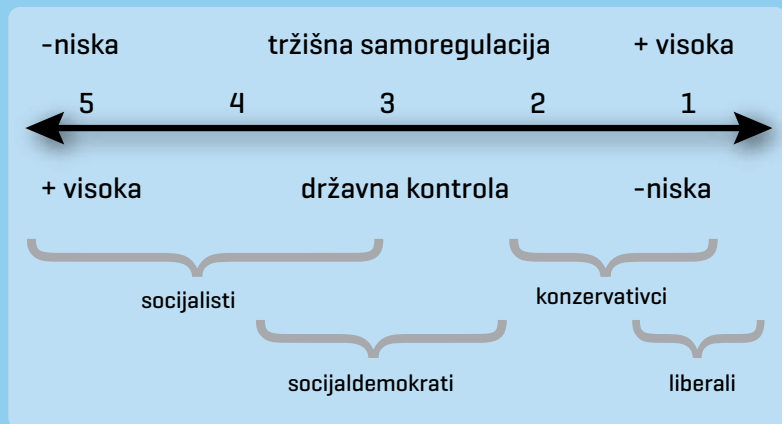 -niska tržišna samoregulacija + visoka
5 4 3 2 1
+ visoka državna kontrola -niska
socijalisti konzervativci
socijaldemokrati liberali